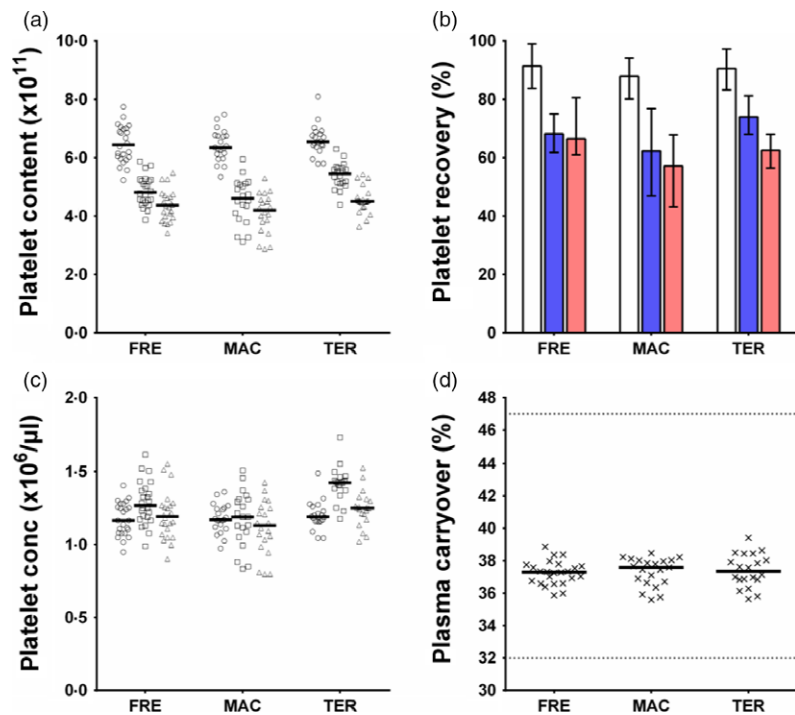 (a)
Platelet content (x10¹¹)
10·0
8·0
6·0
4·0
2·0
0·0
FRE MAC TER
(b)
Platelet recovery (%)
100
80
60
40
20
0
FRE MAC TER
(c)
Platelet conc (x10⁶/µl)
2·0
1·5
1·0
0·5
0·0
FRE MAC TER
(d)
Plasma carryover (%)
48
46
44
42
40
38
36
34
32
30
FRE MAC TER